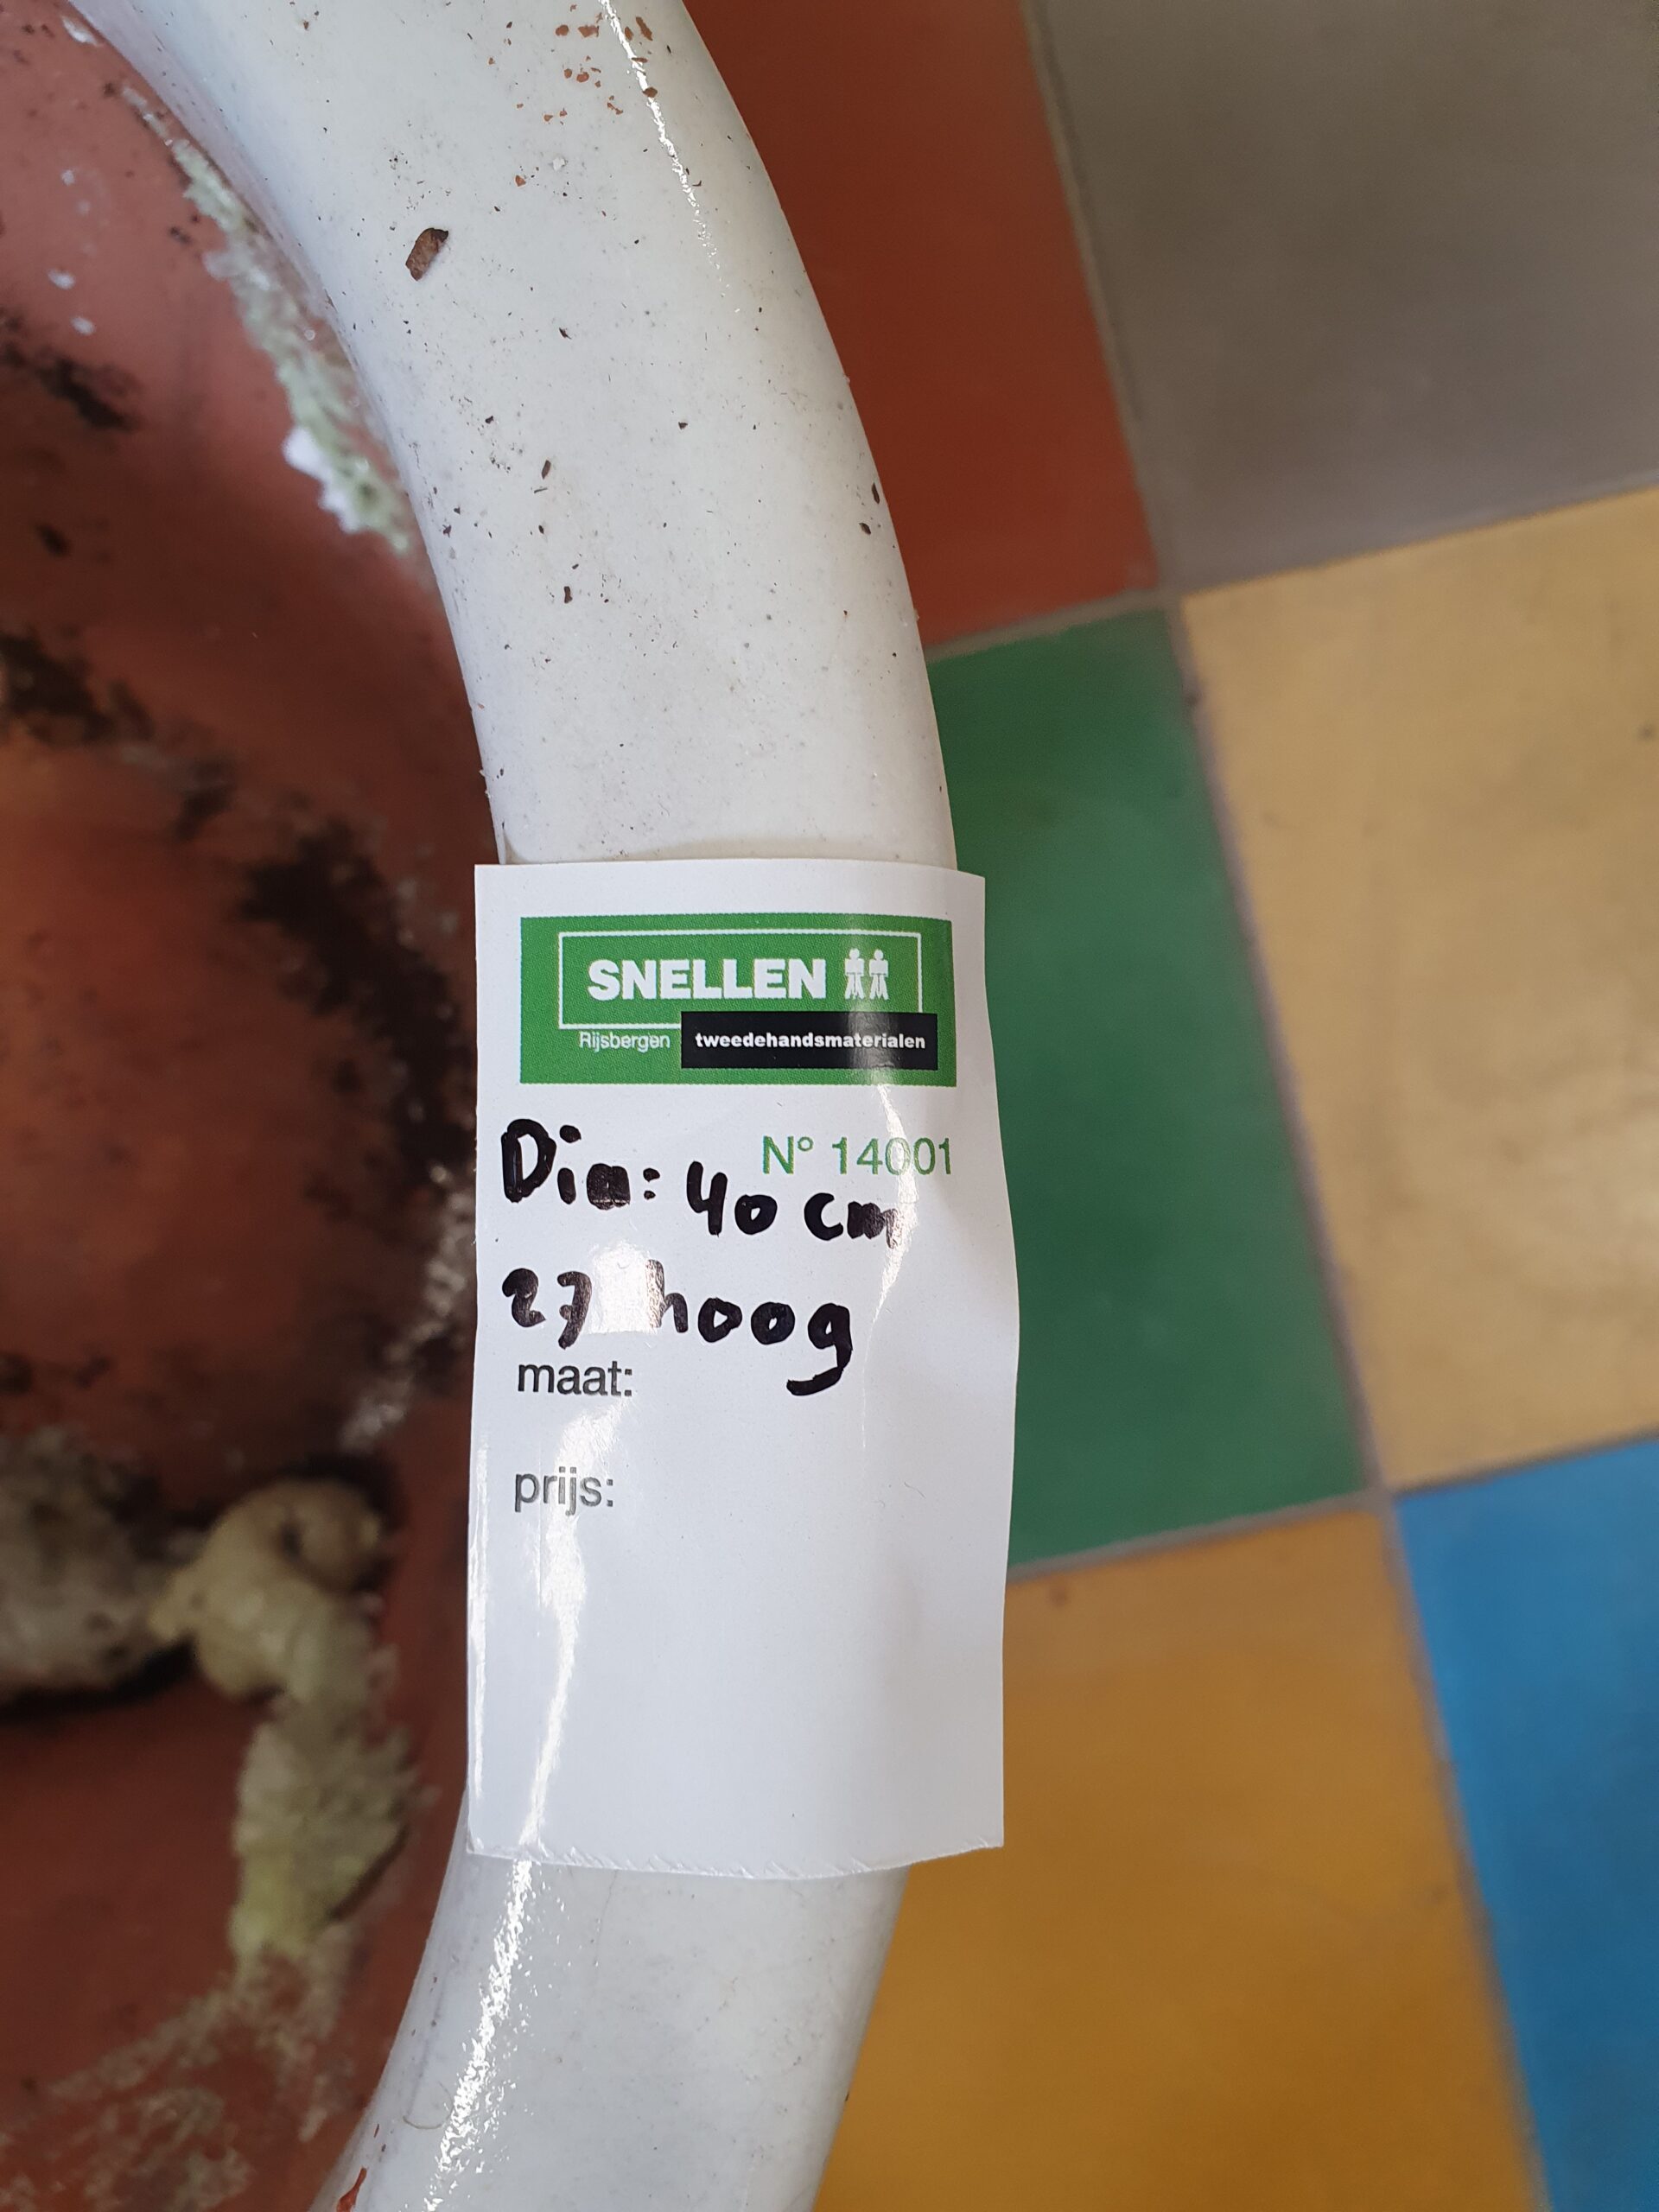 SNELLEN
Rijsbergen tweedehandsmaterialen
N° 14001
Dia: 40 cm
27 hoog
maat:
prijs: